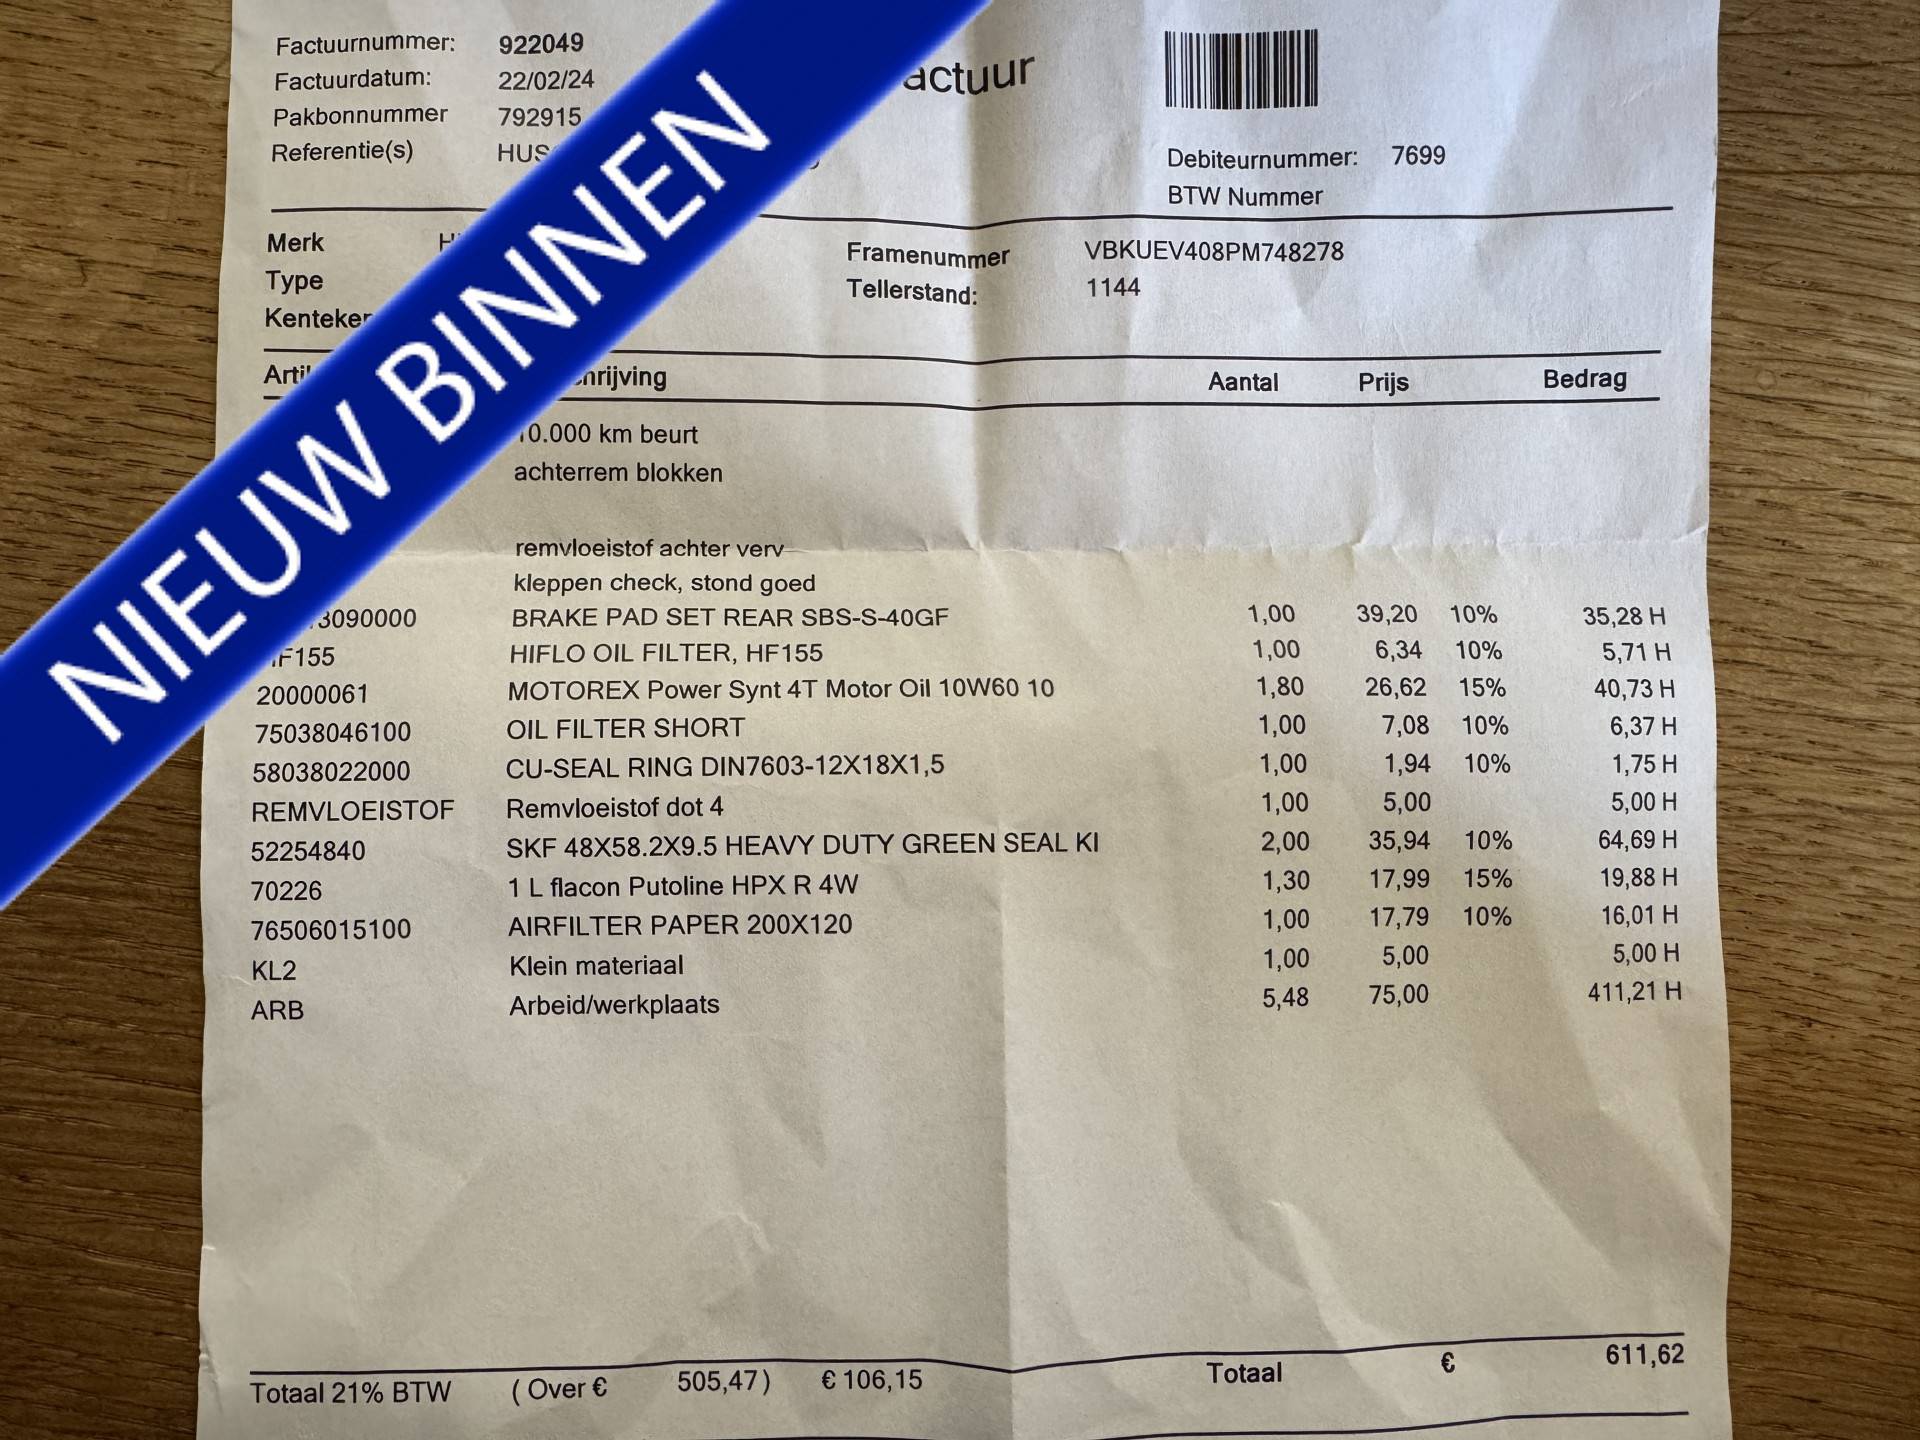 NIEUW BINNEN
Factuurnummer: 922049
Factuurdatum: 22/02/24
Pakbonnummer 792915
Referentie(s)
Debiteurnummer: 7699
BTW Nummer
Merk
Type
Framenummer VBKUEV408PM748278
Tellerstand: 1144
Aantal Prijs Bedrag
10.000 km beurt
achterrem blokken
remvloeistof achter verv
kleppen check, stond goed
BRAKE PAD SET REAR SBS-S-40GF 1,00 39,20 10% 35,28 H
HIFLO OIL FILTER, HF155 1,00 6,34 10% 5,71 H
20000061 MOTOREX Power Synt 4T Motor Oil 10W60 10 1,80 26,62 15% 40,73 H
75038046100 OIL FILTER SHORT 1,00 7,08 10% 6,37 H
58038022000 CU-SEAL RING DIN7603-12X18X1,5 1,00 1,94 10% 1,75 H
REMVLOEISTOF Remvloeistof dot 4 1,00 5,00 5,00 H
52254840 SKF 48X58.2X9.5 HEAVY DUTY GREEN SEAL KI 2,00 35,94 10% 64,69 H
70226 1 L flacon Putoline HPX R 4W 1,30 17,99 15% 19,88 H
76506015100 AIRFILTER PAPER 200X120 1,00 17,79 10% 16,01 H
KL2 Klein materiaal 1,00 5,00 5,00 H
ARB Arbeid/werkplaats 5,48 75,00 411,21 H
Totaal 21% BTW ( Over € 505,47 ) € 106,15 Totaal € 611,62